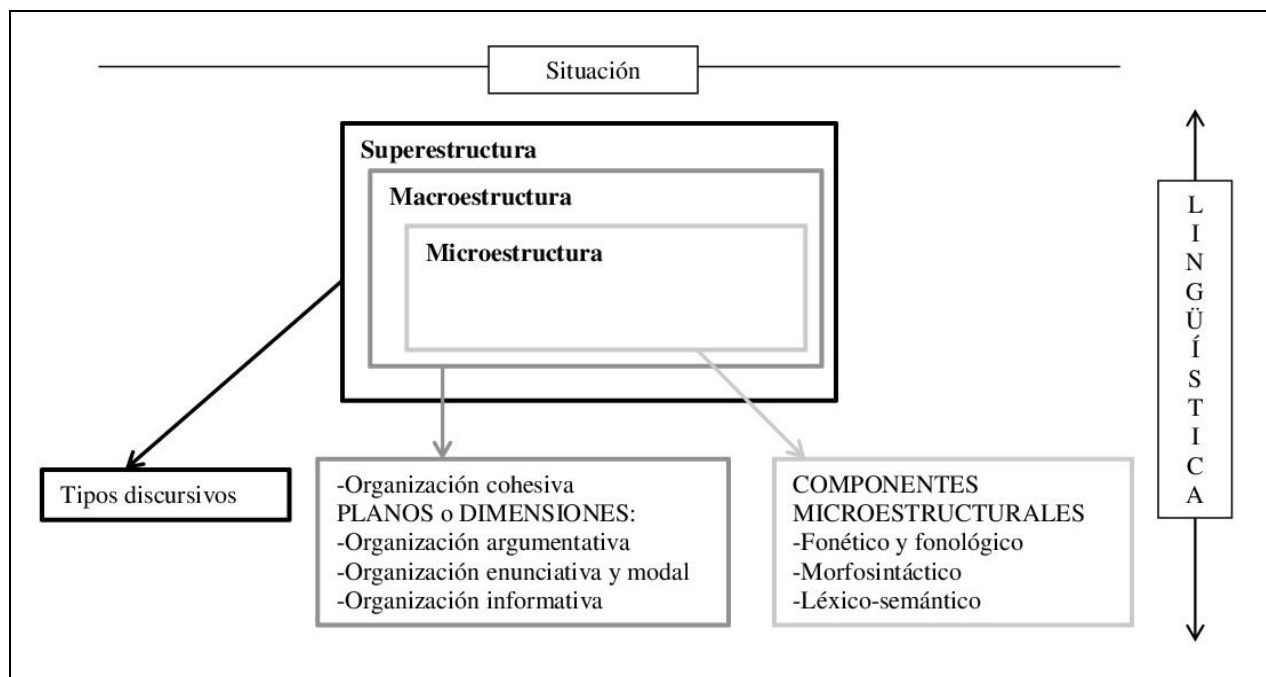 Situación
Superestructura
Macroestructura
Microestructura
Tipos discursivos
-Organización cohesiva
PLANOS o DIMENSIONES:
-Organización argumentativa
-Organización enunciativa y modal
-Organización informativa
COMPONENTES
MICROESTRUCTURALES
-Fonético y fonológico
-Morfosintáctico
-Léxico-semántico
L
I
N
G
Ü
Í
S
T
I
C
A